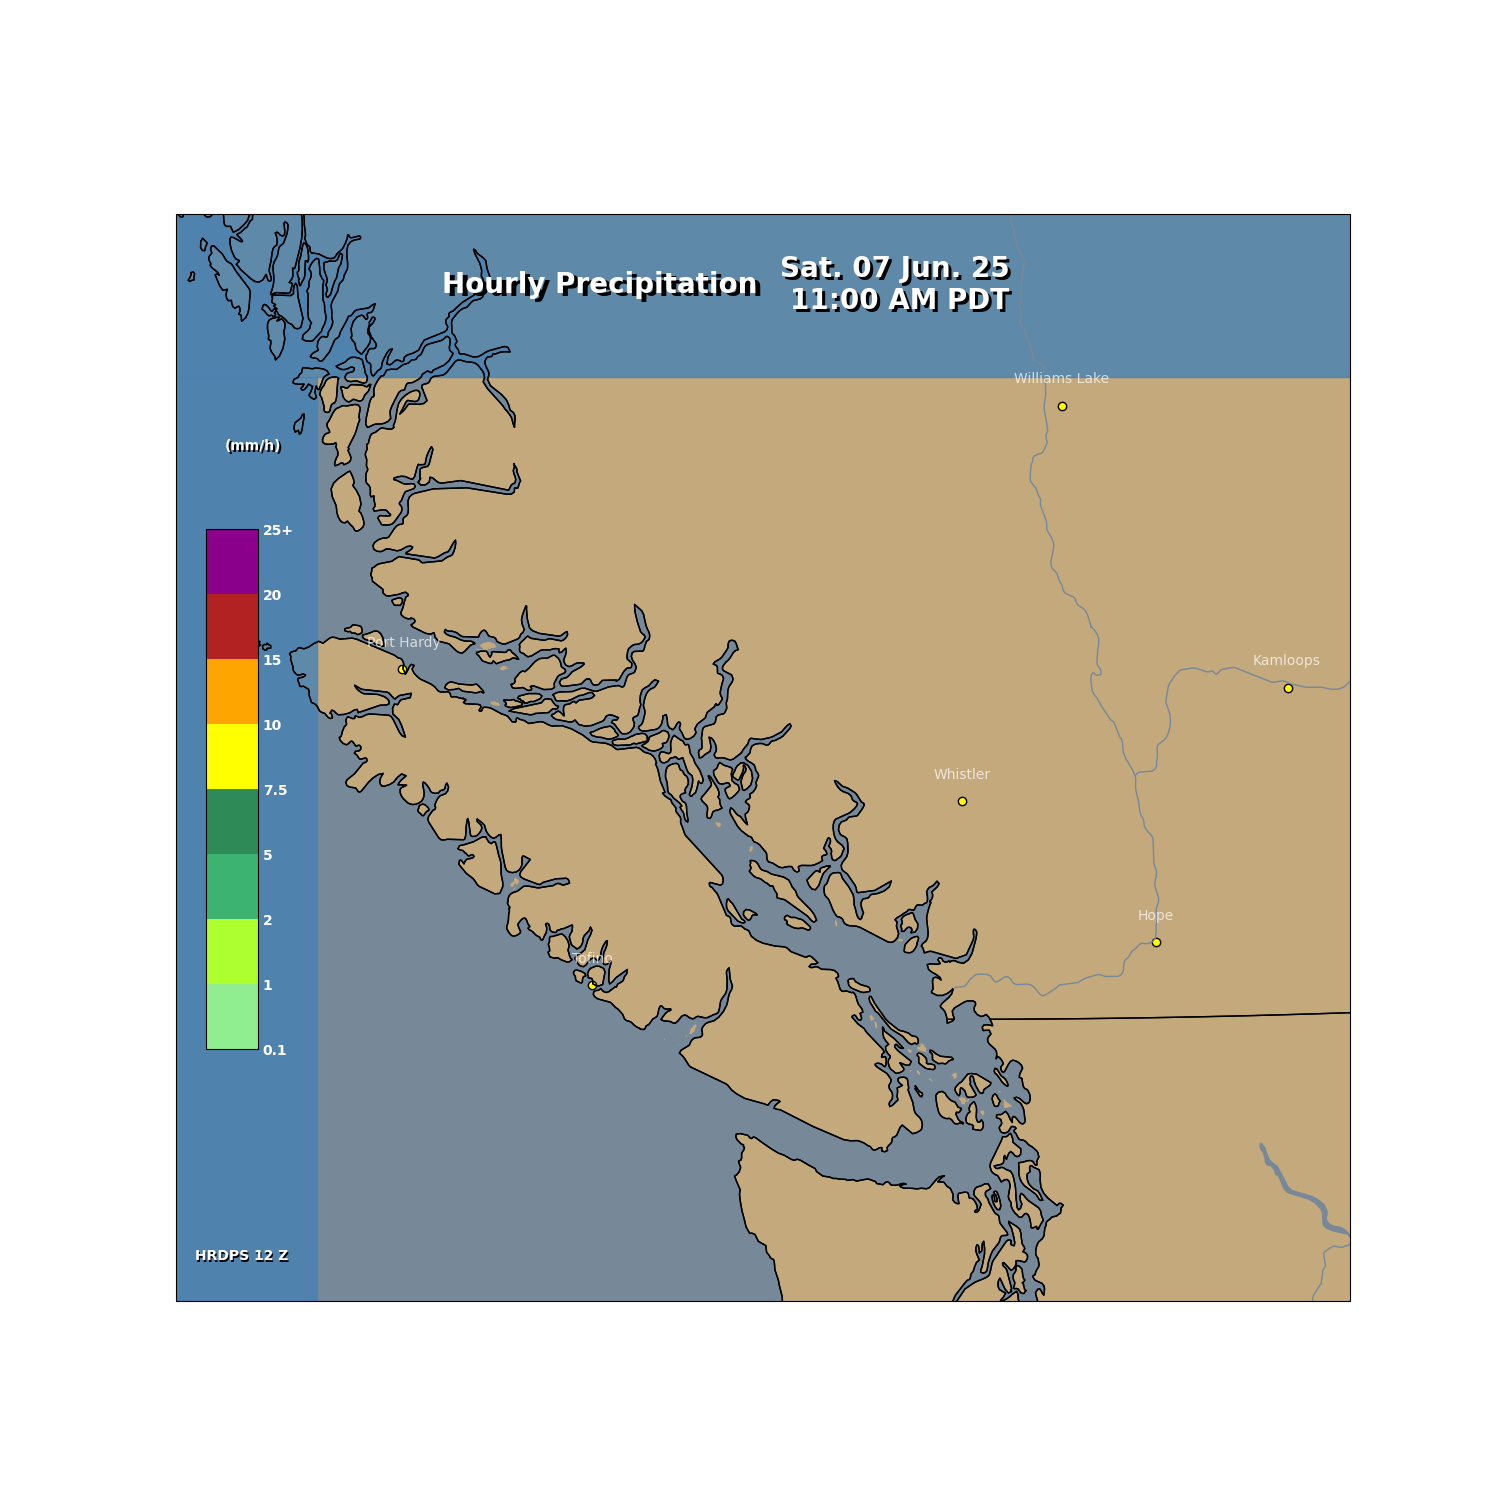 Hourly Precipitation
Sat. 07 Jun. 25
11:00 AM PDT
Williams Lake
(mm/h)
25+
20
15
10
7.5
5
2
1
0.1
Port Hardy
Kamloops
Whistler
Hope
Tofino
HRDPS 12 Z